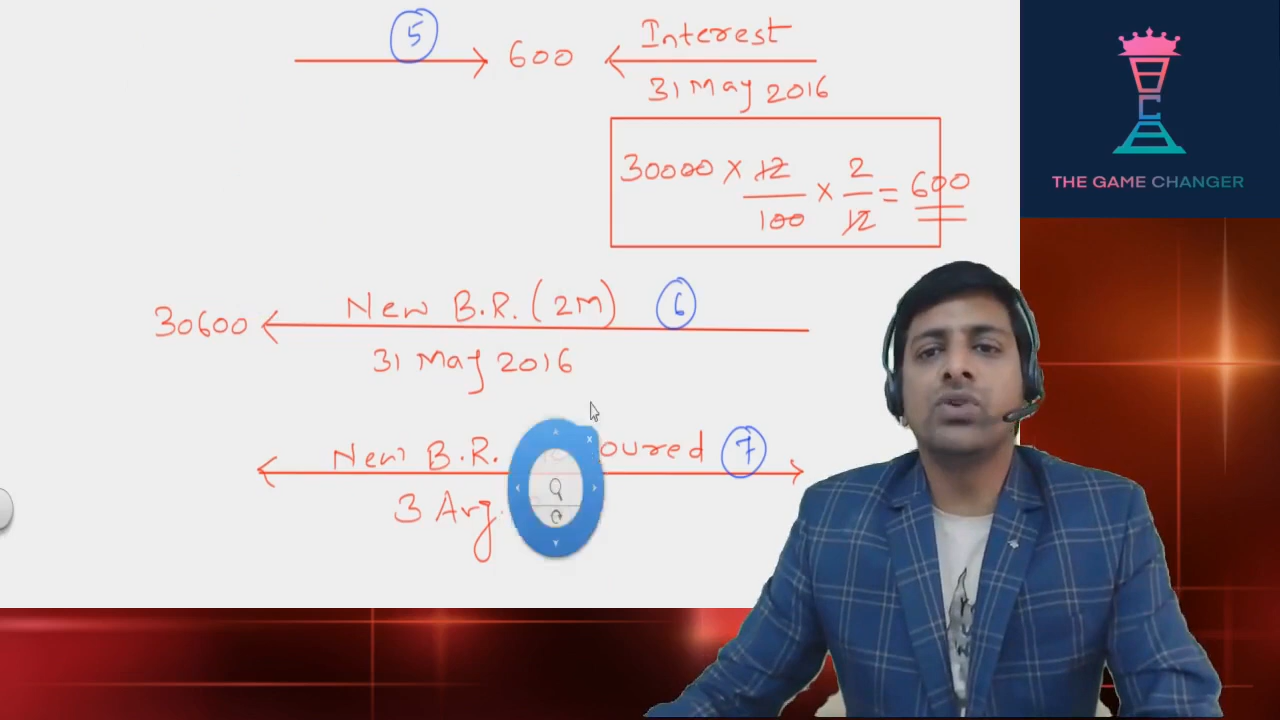 5
600 Interest
31 May 2016
30000 × 12/100 × 2/12 = 600
THE GAME CHANGER
30600 New B.R. (2M) 6
31 May 2016
New B.R. oured 7
3 Aug.